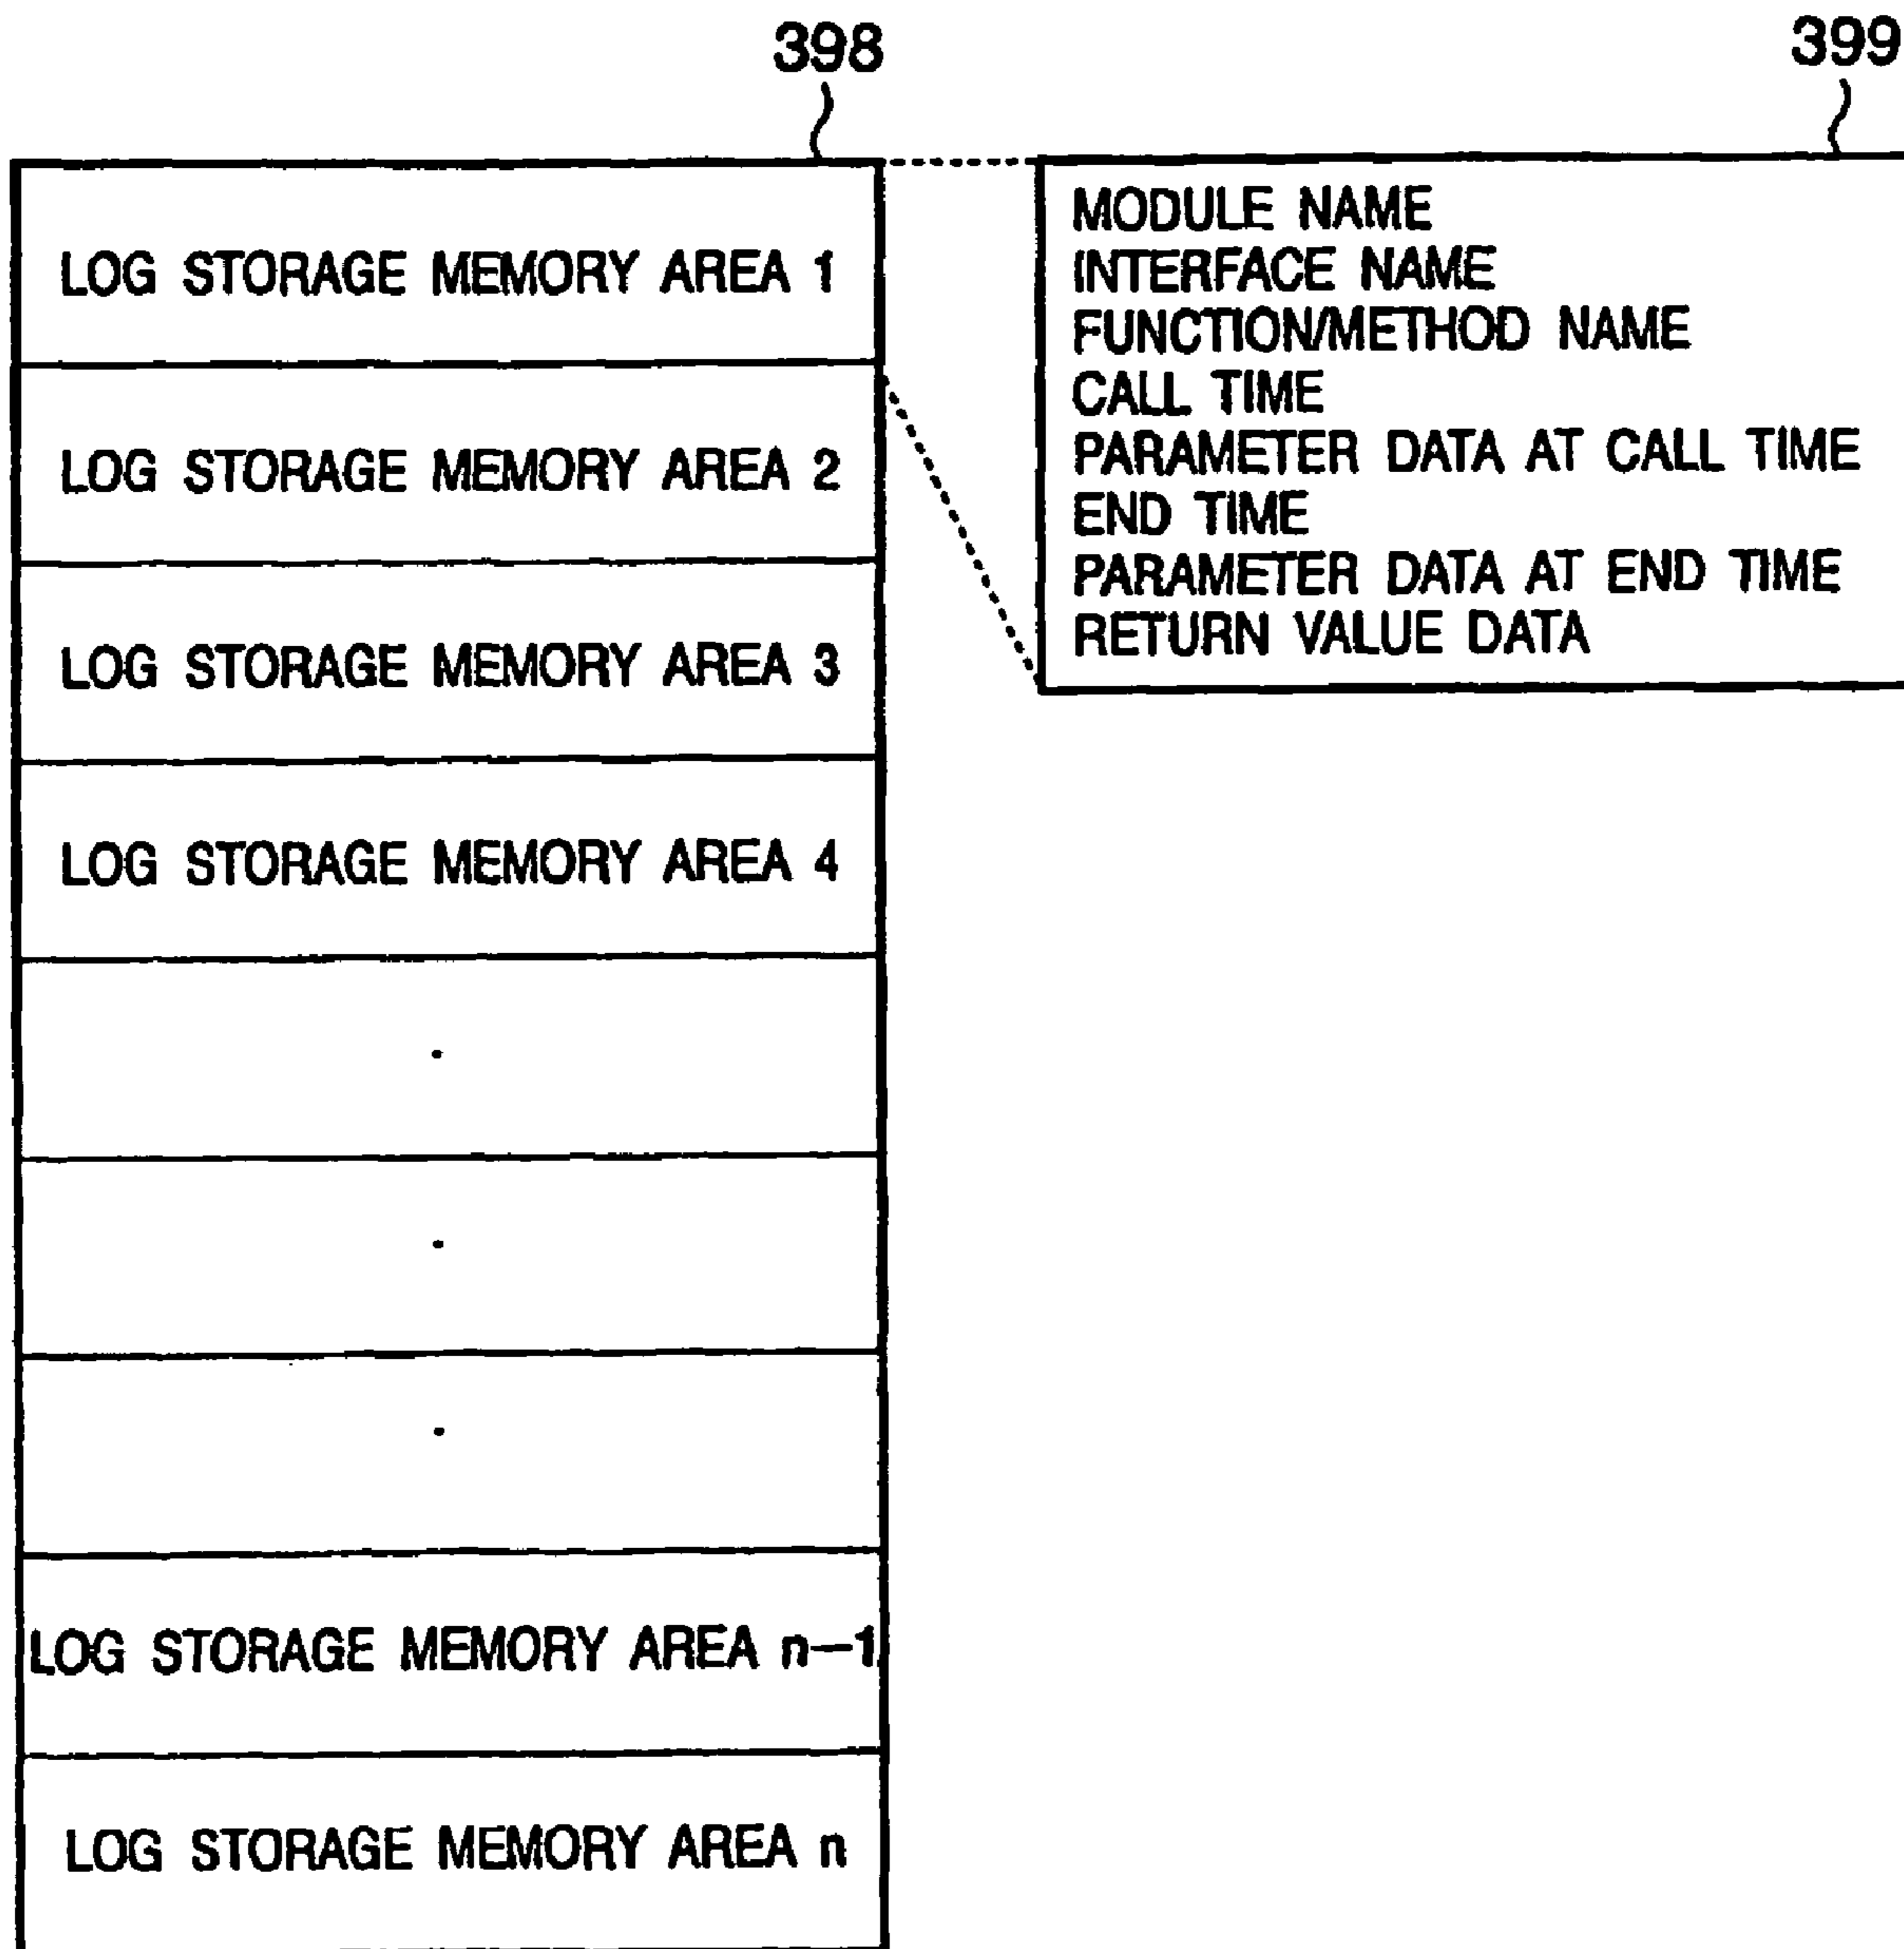 398
399
LOG STORAGE MEMORY AREA 1
LOG STORAGE MEMORY AREA 2
LOG STORAGE MEMORY AREA 3
LOG STORAGE MEMORY AREA 4
.
.
.
LOG STORAGE MEMORY AREA n—1
LOG STORAGE MEMORY AREA n
MODULE NAME
INTERFACE NAME
FUNCTION/METHOD NAME
CALL TIME
PARAMETER DATA AT CALL TIME
END TIME
PARAMETER DATA AT END TIME
RETURN VALUE DATA